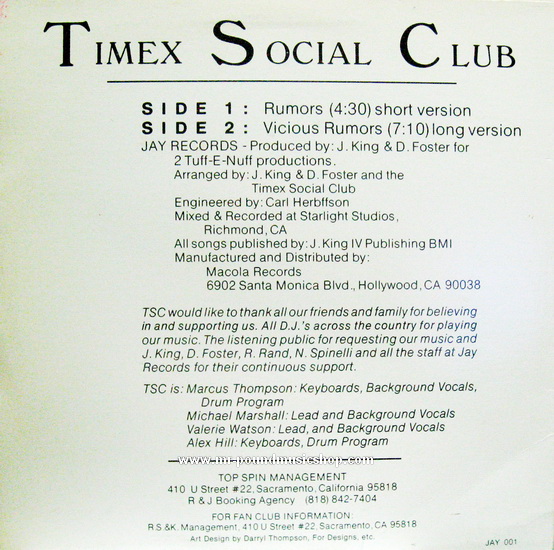 TIMEX SOCIAL CLUB
SIDE 1: Rumors (4:30) short version
SIDE 2: Vicious Rumors (7:10) long version
JAY RECORDS - Produced by: J. King & D. Foster for
2 Tuff-E-Nuff productions.
Arranged by: J. King & D. Foster and the
Timex Social Club
Engineered by: Carl Herbffson
Mixed & Recorded at Starlight Studios,
Richmond, CA
All songs published by: J. King IV Publishing BMI
Manufactured and Distributed by:
Macola Records
6902 Santa Monica Blvd., Hollywood, CA 90038
TSC would like to thank all our friends and family for believing
in and supporting us. All D.J.'s across the country for playing
our music. The listening public for requesting our music and
J. King, D. Foster, R. Rand, N. Spinelli and all the staff at Jay
Records for their continuous support.
TSC is: Marcus Thompson: Keyboards, Background Vocals,
Drum Program
Michael Marshall: Lead and Background Vocals
Valerie Watson: Lead, and Background Vocals
Alex Hill: Keyboards, Drum Program
TOP SPIN MANAGEMENT
410 U Street #22, Sacramento, California 95818
R & J Booking Agency (818) 842-7404
FOR FAN CLUB INFORMATION:
R.S.&K. Management, 410 U Street #22, Sacramento, CA 95818
Art Design by Darryl Thompson, For Designs, etc.
JAY 001